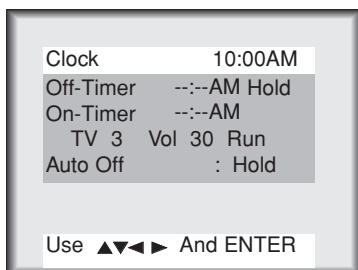 Clock 10:00AM
Off-Timer --:--AM Hold
On-Timer --:--AM
TV 3 Vol 30 Run
Auto Off : Hold
Use ▲▼◄ ► And ENTER